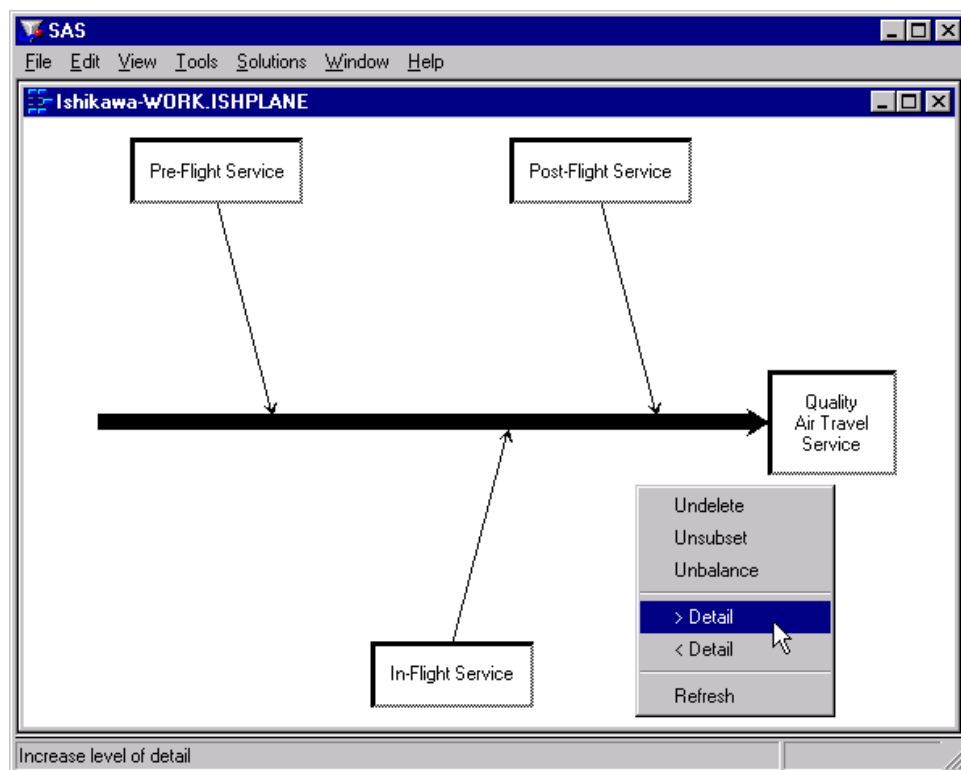 SAS
File Edit View Tools Solutions Window Help
Ishikawa-WORK.ISHPLANE
Pre-Flight Service
Post-Flight Service
Quality
Air Travel
Service
In-Flight Service
Undelete
Unsubset
Unbalance
> Detail
< Detail
Refresh
Increase level of detail